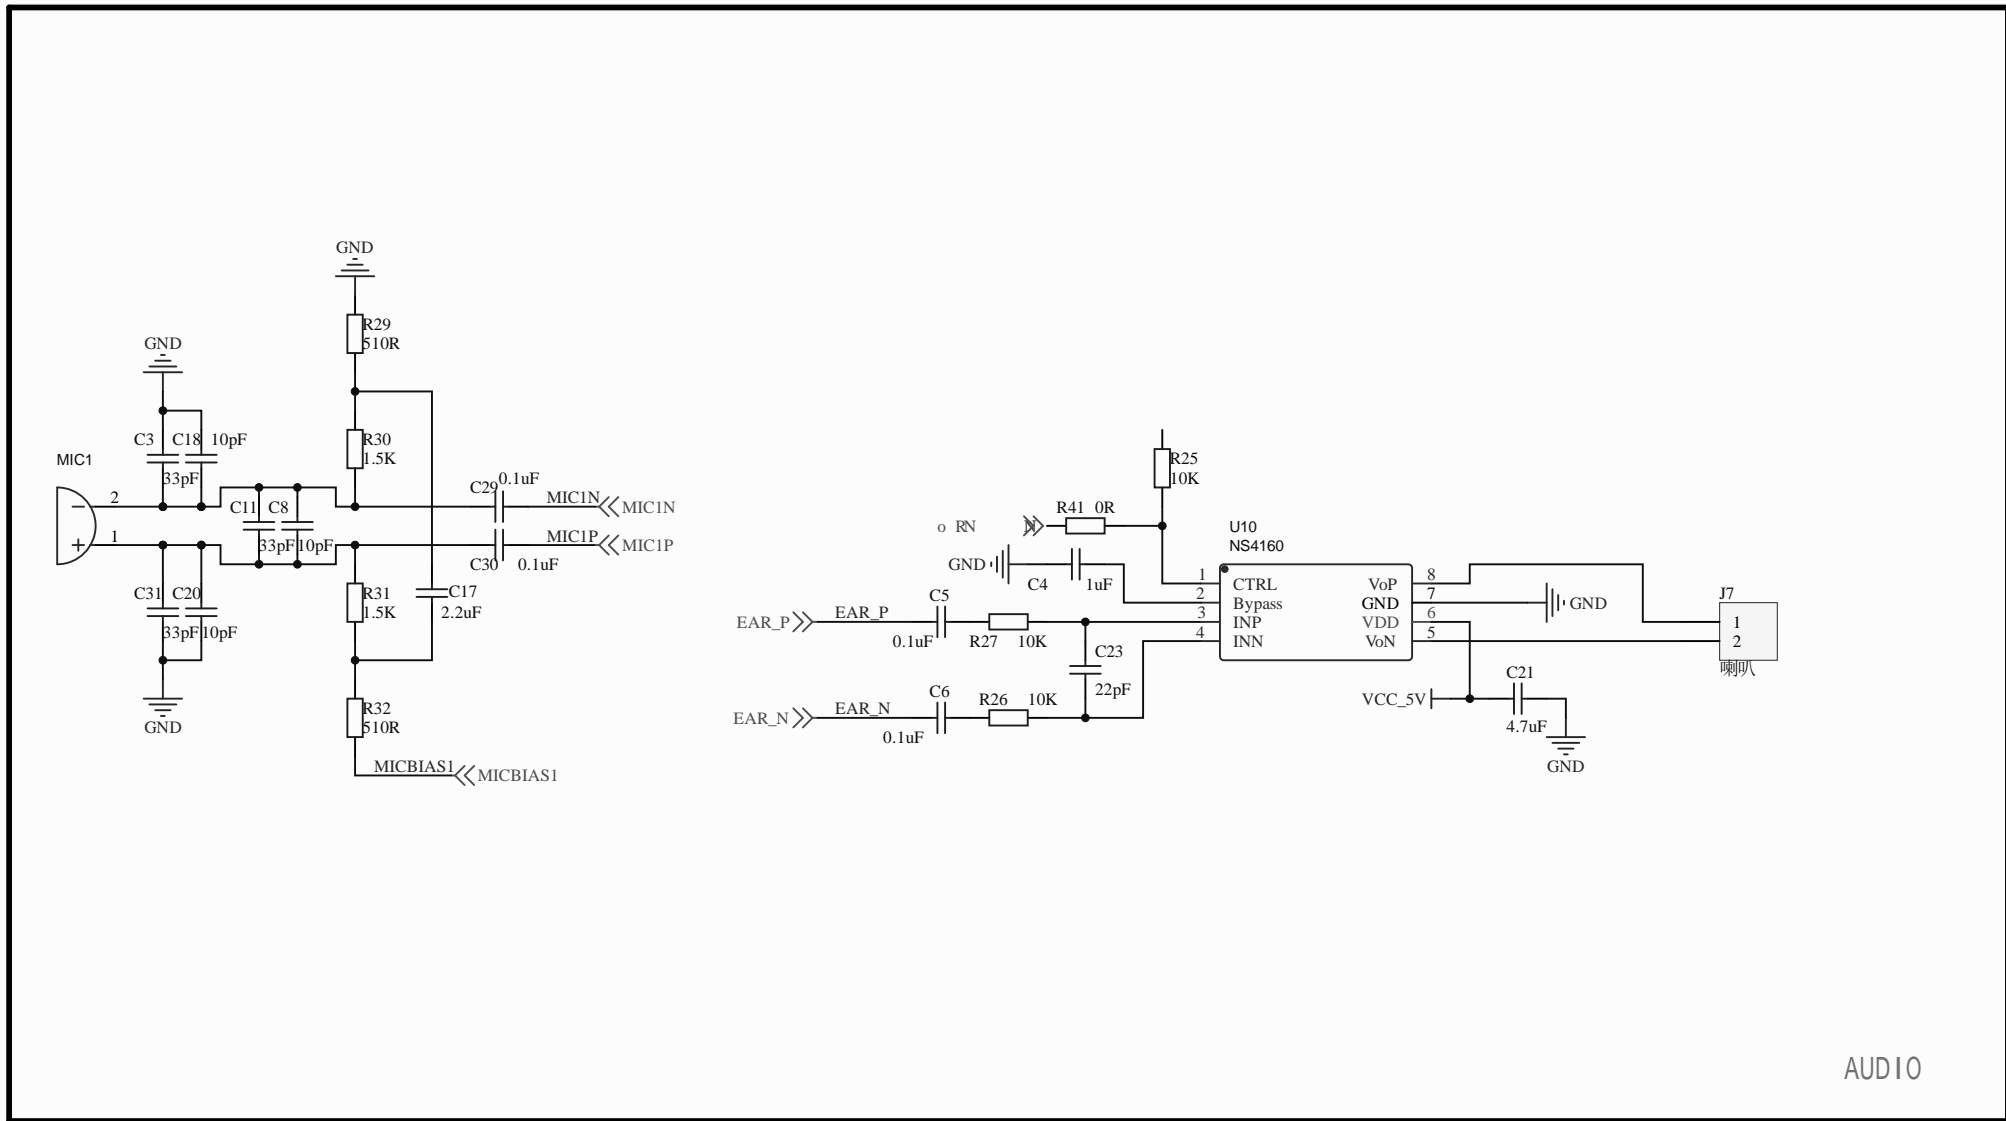 GND
R29
510R
GND
C3 C18 10pF
33pF
R30
1.5K
MIC1
2
1
C11 C8
33pF 10pF
C29 0.1uF
MIC1N MIC1N
MIC1P MIC1P
C30 0.1uF
C31 C20
33pF 10pF
R31
1.5K
C17
2.2uF
GND
R32
510R
MICBIAS1 MICBIAS1
R25
10K
R41 0R
GND
C4 1uF
U10
NS4160
1 CTRL
2 Bypass
3 INP
4 INN
VoP 8
GND 7
VDD 6
VoN 5
GND
J7
1
2
喇叭
EAR_P EAR_P
C5
0.1uF
R27 10K
C23
22pF
EAR_N EAR_N
C6
0.1uF
R26 10K
VCC_5V
C21
4.7uF
GND
AUDIO